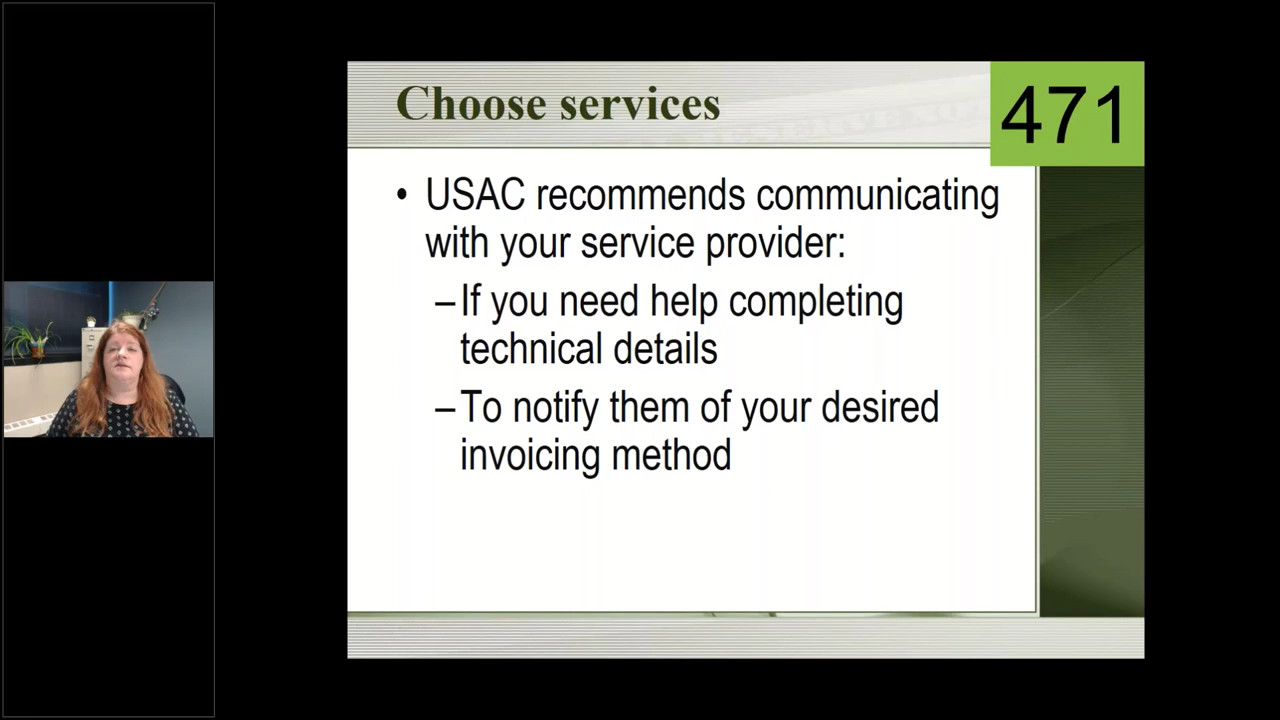 Choose services
471
• USAC recommends communicating
with your service provider:
–If you need help completing
technical details
–To notify them of your desired
invoicing method